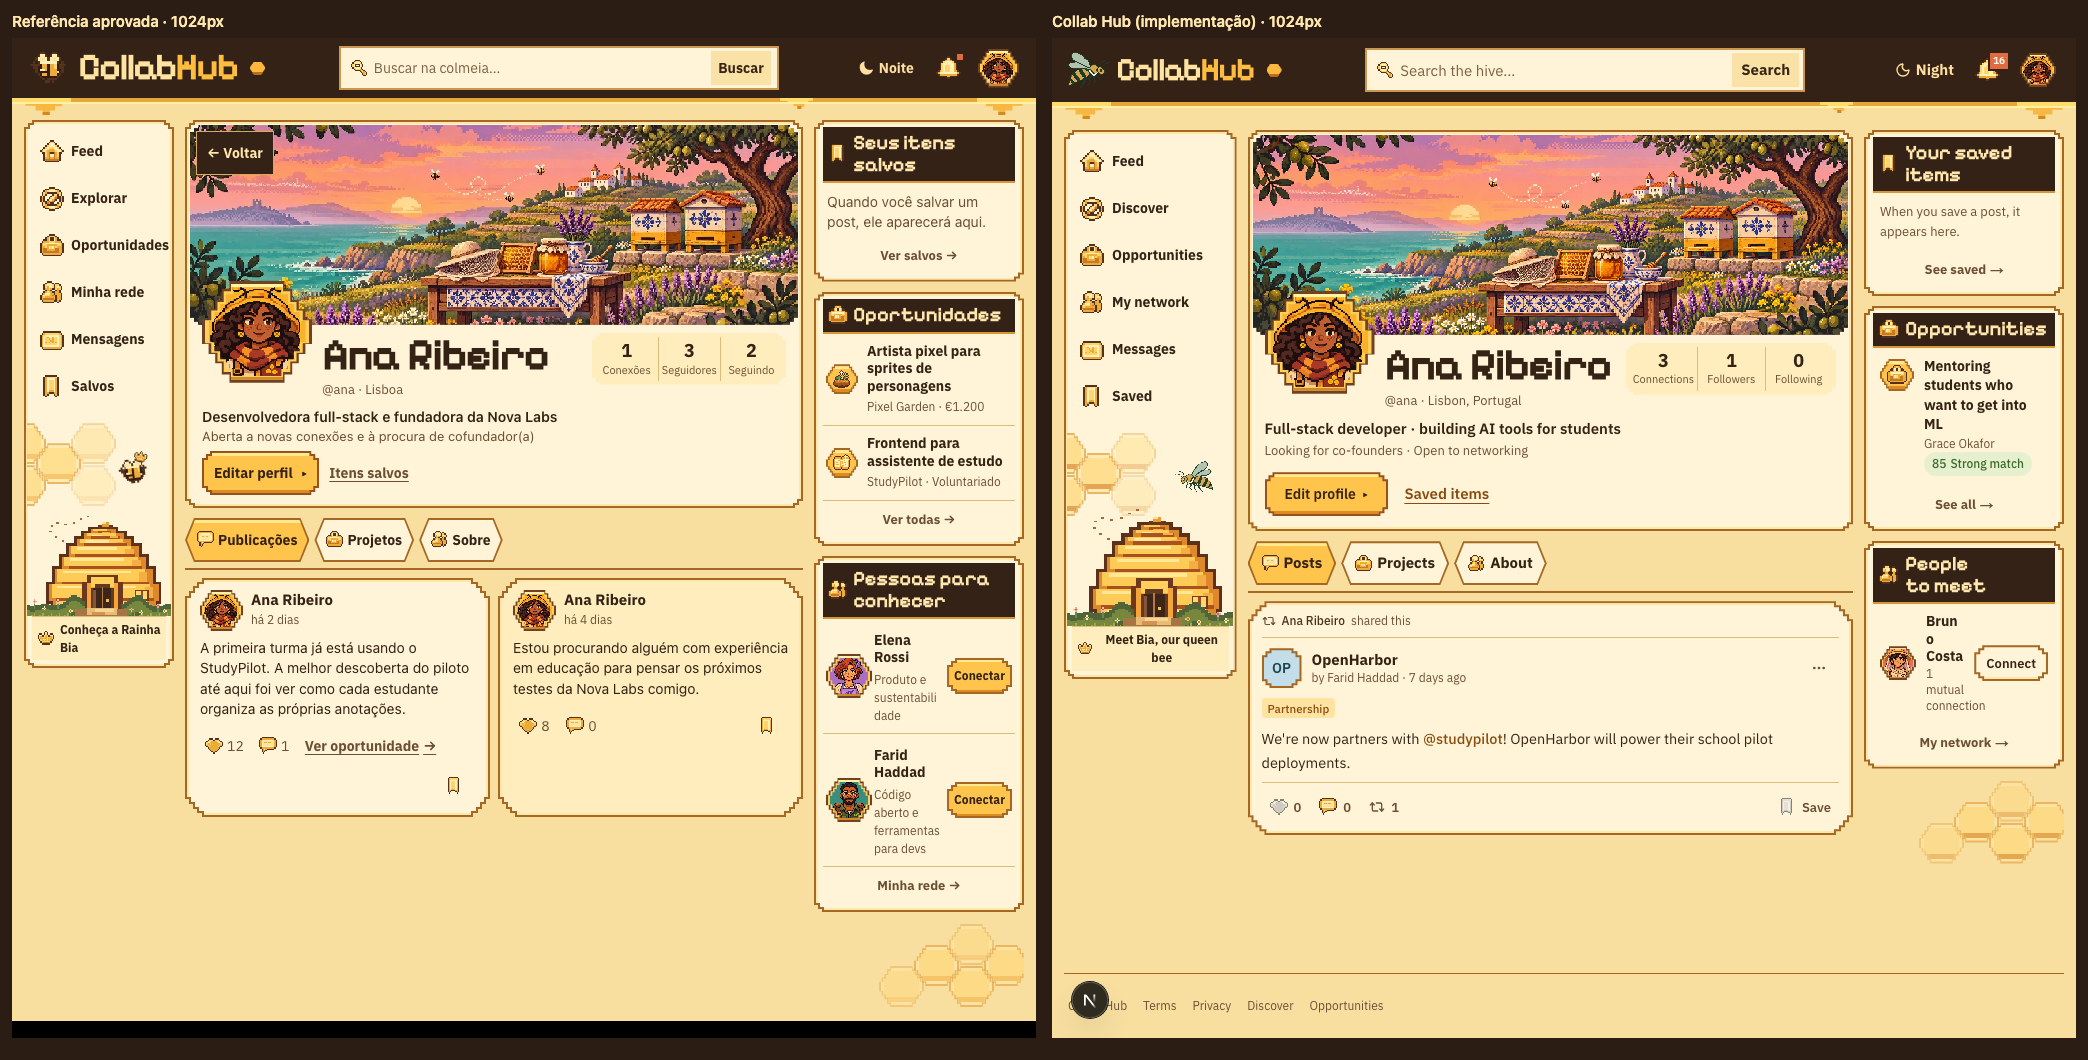 Referência aprovada · 1024px
CollabHub
Buscar na colmeia...
Buscar
Noite
Feed
Explorar
Oportunidades
Minha rede
Mensagens
Salvos
Conheça a Rainha
Bia
← Voltar
Ana Ribeiro
@ana · Lisboa
1
Conexões
3
Seguidores
2
Seguindo
Desenvolvedora full-stack e fundadora da Nova Labs
Aberta a novas conexões e à procura de cofundador(a)
Editar perfil
Itens salvos
Publicações
Projetos
Sobre
Ana Ribeiro
há 2 dias
A primeira turma já está usando o
StudyPilot. A melhor descoberta do piloto
até aqui foi ver como cada estudante
organiza as próprias anotações.
12
1
Ver oportunidade →
Ana Ribeiro
há 4 dias
Estou procurando alguém com experiência
em educação para pensar os próximos
testes da Nova Labs comigo.
8
0
Seus itens
salvos
Quando você salvar um
post, ele aparecerá aqui.
Ver salvos →
Oportunidades
Artista pixel para
sprites de
personagens
Pixel Garden · €1.200
Frontend para
assistente de estudo
StudyPilot · Voluntariado
Ver todas →
Pessoas para
conhecer
Elena
Rossi
Produto e
sustentabili
dade
Conectar
Farid
Haddad
Código
aberto e
ferramentas
para devs
Conectar
Minha rede →
Collab Hub (implementação) · 1024px
CollabHub
Search the hive...
Search
Night
16
Feed
Discover
Opportunities
My network
Messages
Saved
Meet Bia, our queen
bee
Ana Ribeiro
@ana · Lisbon, Portugal
3
Connections
1
Followers
0
Following
Full-stack developer · building AI tools for students
Looking for co-founders · Open to networking
Edit profile
Saved items
Posts
Projects
About
Ana Ribeiro shared this
OP
OpenHarbor
by Farid Haddad · 7 days ago
...
Partnership
We're now partners with @studypilot! OpenHarbor will power their school pilot
deployments.
0
0
1
Save
Your saved
items
When you save a post, it
appears here.
See saved →
Opportunities
Mentoring
students who
want to get into
ML
Grace Okafor
85 Strong match
See all →
People
to meet
Brun
o
Costa
1
mutual
connection
Connect
My network →
N
Hub
Terms
Privacy
Discover
Opportunities